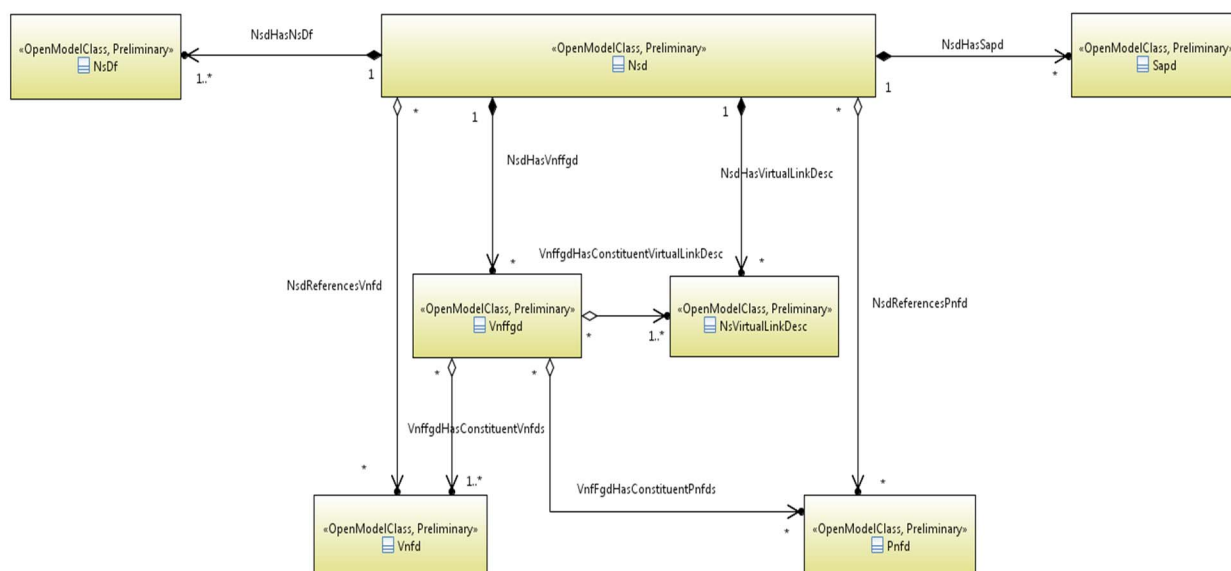 NsdHasNsDf
NsdHasSapd
«OpenModelClass, Preliminary»
NsDf
«OpenModelClass, Preliminary»
Nsd
«OpenModelClass, Preliminary»
Sapd
1
1..*
1
*
*
1
1
*
NsdHasVnffgd
NsdHasVirtualLinkDesc
VnffgdHasConstituentVirtualLinkDesc
*
*
NsdReferencesVnfd
NsdReferencesPnfd
«OpenModelClass, Preliminary»
Vnffgd
«OpenModelClass, Preliminary»
NsVirtualLinkDesc
*
1..*
*
*
VnffgdHasConstituentVnfds
*
1..*
VnfFgdHasConstituentPnfds
*
*
«OpenModelClass, Preliminary»
Vnfd
«OpenModelClass, Preliminary»
Pnfd